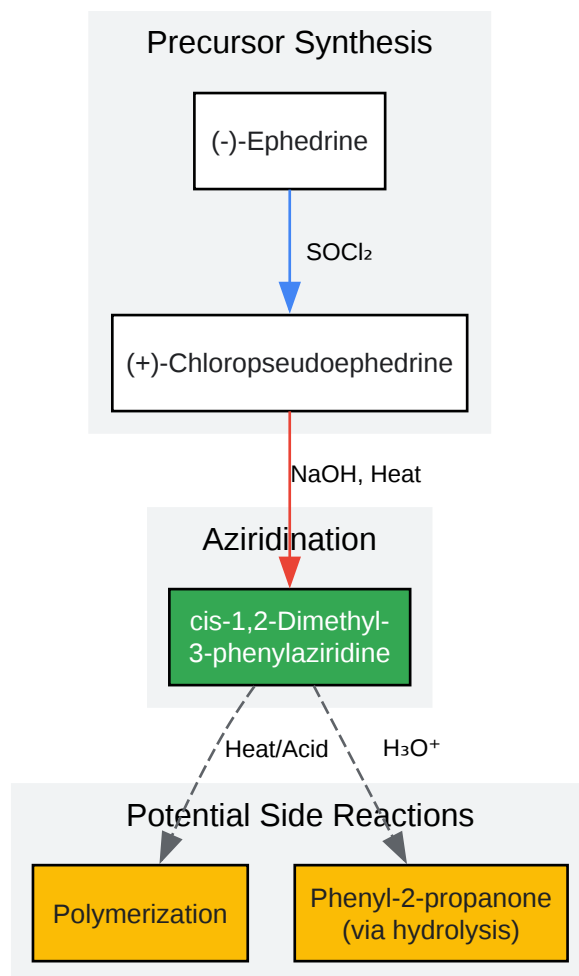 Precursor Synthesis
(-)-Ephedrine
SOCl₂
(+)-Chloropseudoephedrine
NaOH, Heat
Aziridination
cis-1,2-Dimethyl-
3-phenylaziridine
Heat/Acid
H₃O⁺
Potential Side Reactions
Polymerization
Phenyl-2-propanone
(via hydrolysis)